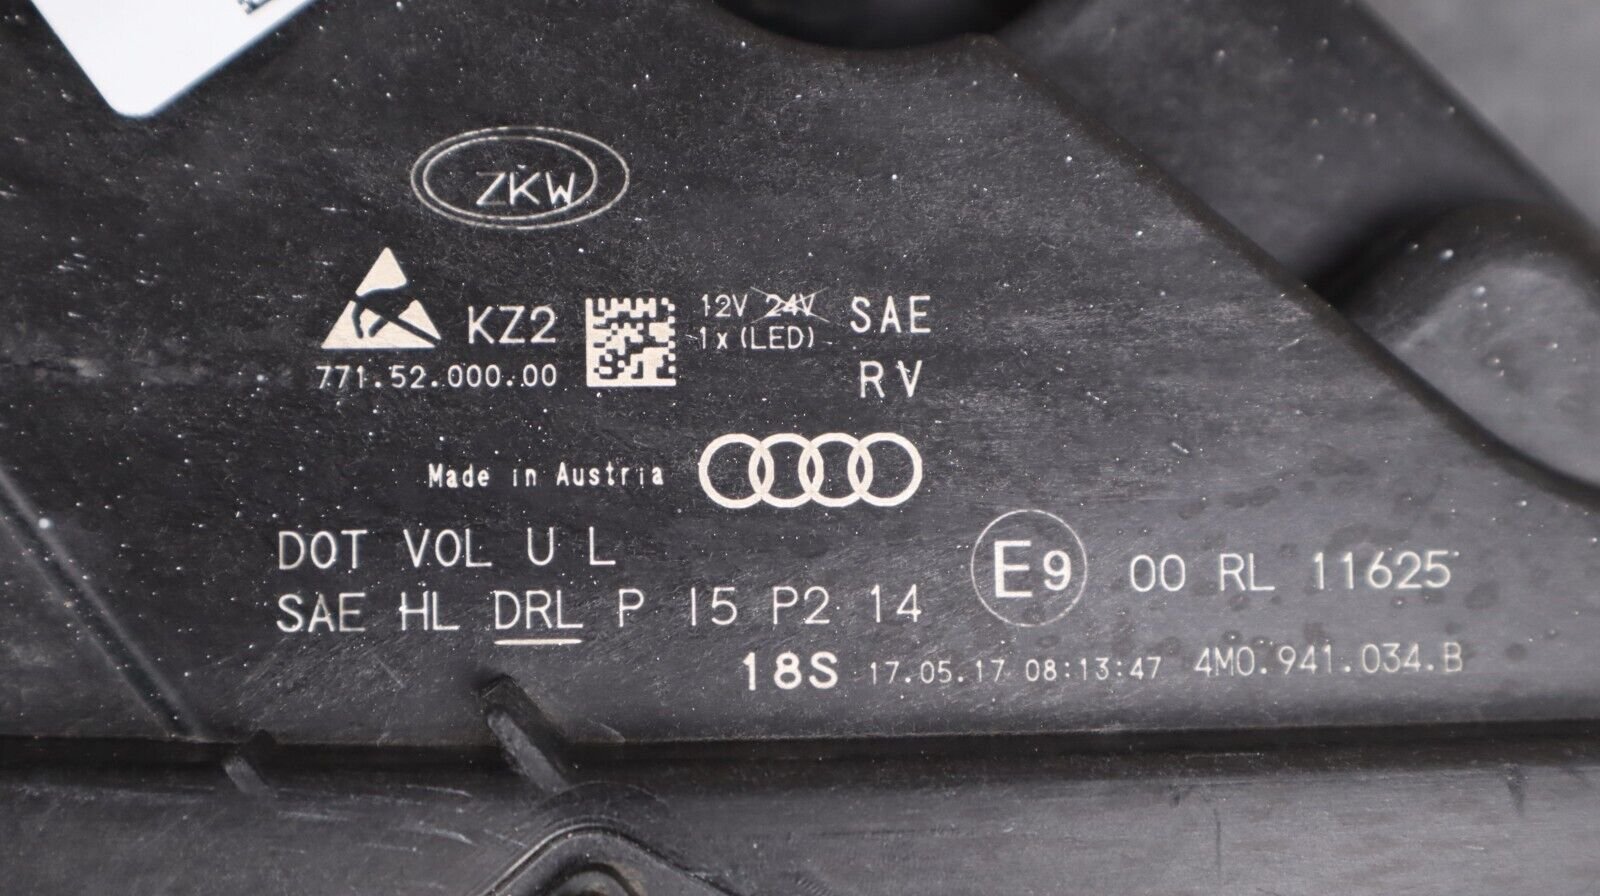 ZKW
KZ2
771.52.000.00
12V 24V
1x (LED)
SAE
RV
Made in Austria
DOT VOL U L
SAE HL DRL P I5 P2 14
E9 00 RL 11625
18S 17.05.17 08:13:47 4M0.941.034.B